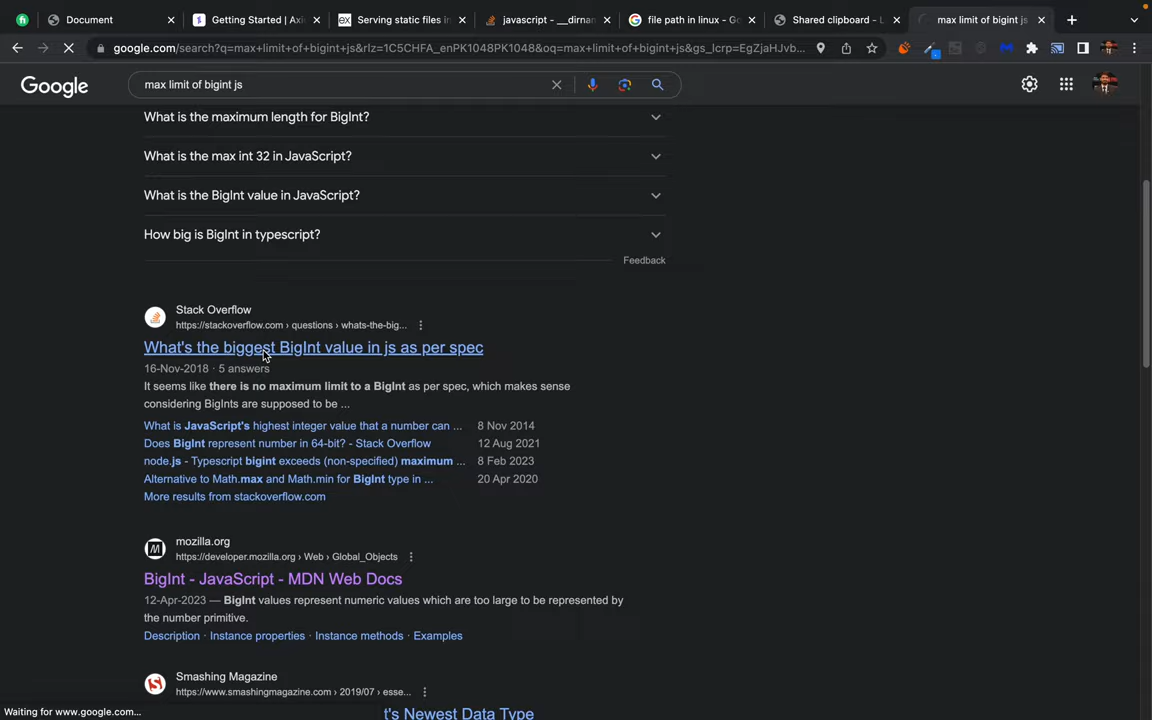 Document
Getting Started | Axi
Serving static files in
javascript - __dirnam
file path in linux - Go
Shared clipboard - L
max limit of bigint js
google.com/search?q=max+limit+of+bigint+js&rlz=1C5CHFA_enPK1048PK1048&oq=max+limit+of+bigint+js&gs_lcrp=EgZjaHJvb...
Google
max limit of bigint js
What is the maximum length for BigInt?
What is the max int 32 in JavaScript?
What is the BigInt value in JavaScript?
How big is BigInt in typescript?
Feedback
Stack Overflow
https://stackoverflow.com › questions › whats-the-big...
What's the biggest BigInt value in js as per spec
16-Nov-2018 · 5 answers
It seems like there is no maximum limit to a BigInt as per spec, which makes sense
considering BigInts are supposed to be ...
What is JavaScript's highest integer value that a number can ... 8 Nov 2014
Does BigInt represent number in 64-bit? - Stack Overflow 12 Aug 2021
node.js - Typescript bigint exceeds (non-specified) maximum ... 8 Feb 2023
Alternative to Math.max and Math.min for BigInt type in ... 20 Apr 2020
More results from stackoverflow.com
mozilla.org
https://developer.mozilla.org › Web › Global_Objects
BigInt - JavaScript - MDN Web Docs
12-Apr-2023 — BigInt values represent numeric values which are too large to be represented by
the number primitive.
Description · Instance properties · Instance methods · Examples
Smashing Magazine
https://www.smashingmagazine.com › 2019/07 › esse...
t's Newest Data Type
Waiting for www.google.com...